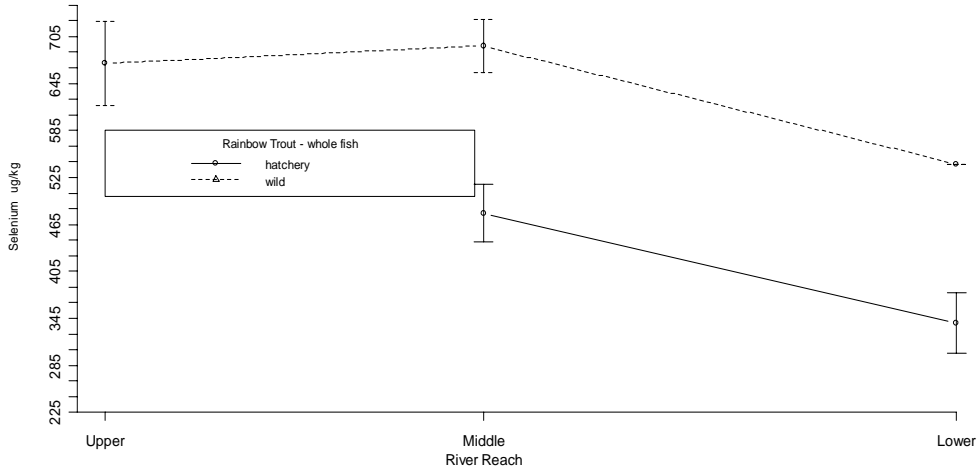 705
645
585
525
465
405
345
285
225
Selenium ug/kg
Rainbow Trout - whole fish
hatchery
wild
Upper
Middle
Lower
River Reach